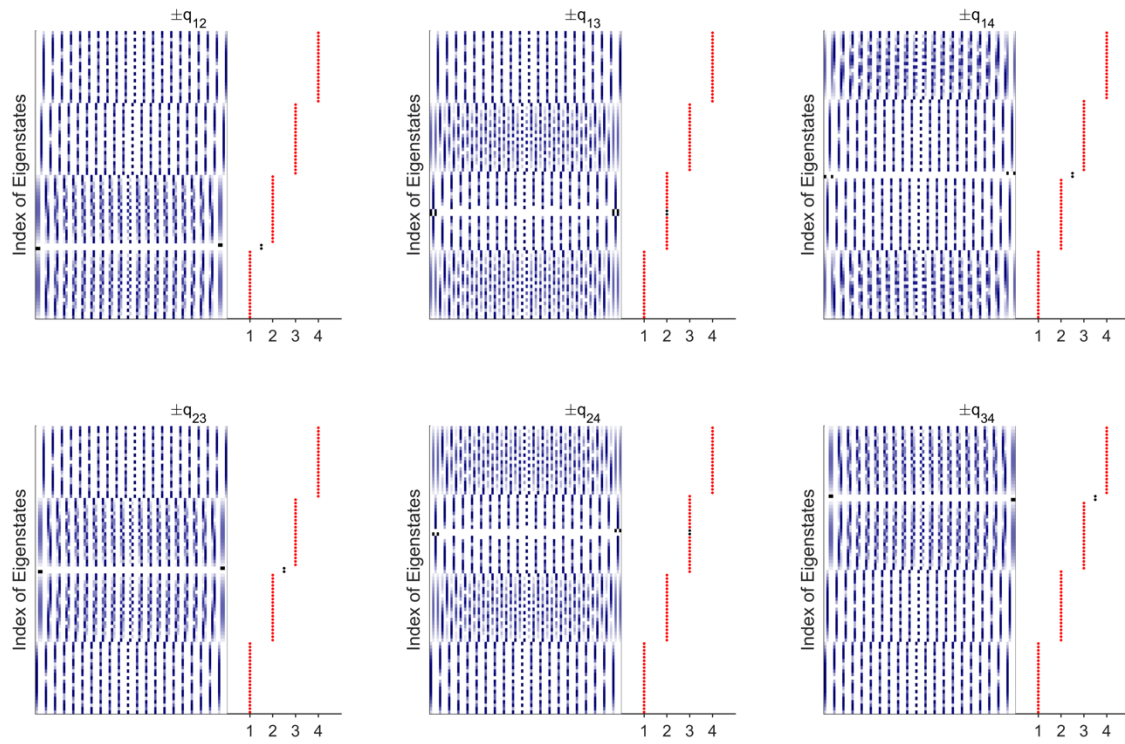 ±q12
±q13
±q14
Index of Eigenstates
Index of Eigenstates
Index of Eigenstates
1 2 3 4
1 2 3 4
1 2 3 4
±q23
±q24
±q34
Index of Eigenstates
Index of Eigenstates
Index of Eigenstates
1 2 3 4
1 2 3 4
1 2 3 4